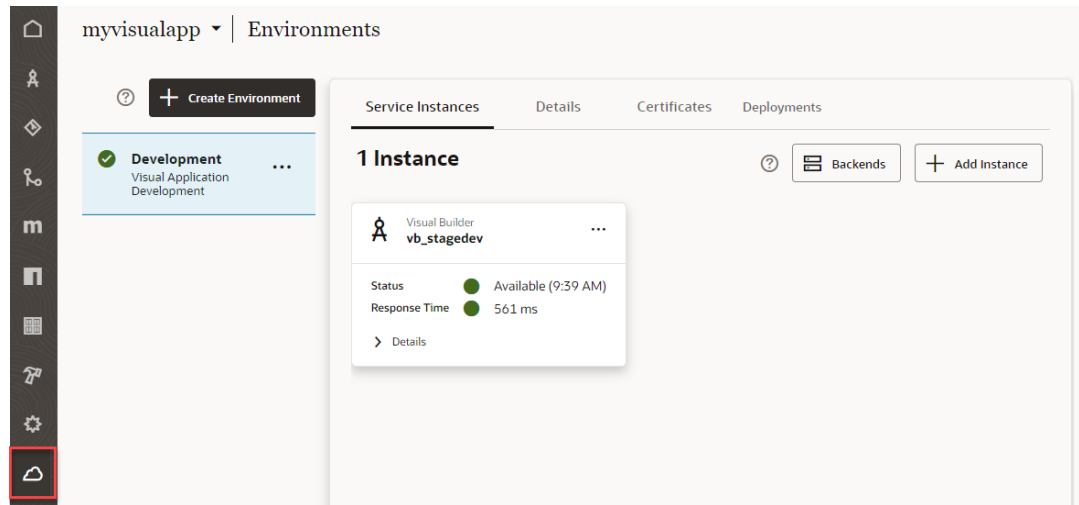 myvisualapp Environments
Create Environment
Development
Visual Application
Development
Service Instances Details Certificates Deployments
1 Instance
Backends Add Instance
Visual Builder
vb_stagedev
Status Available (9:39 AM)
Response Time 561 ms
Details